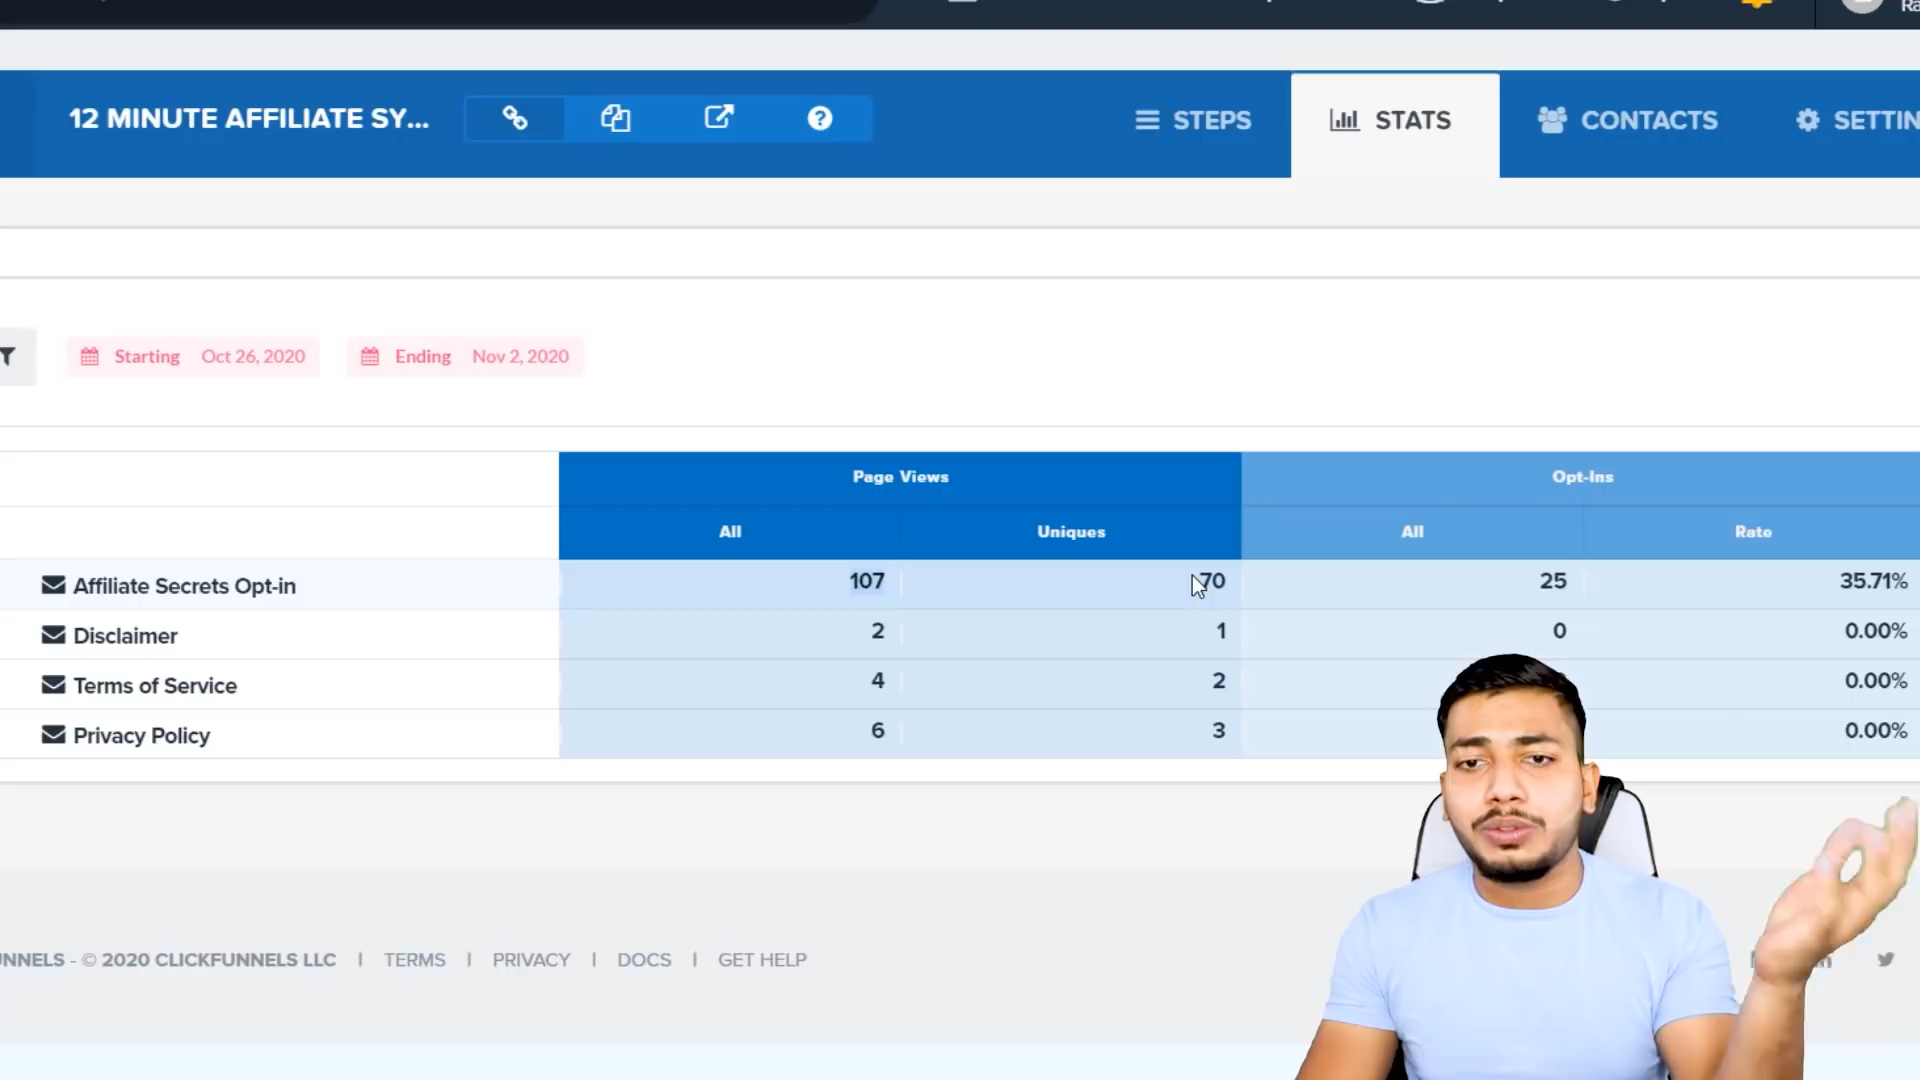 Ra
12 MINUTE AFFILIATE SY...
STEPS
STATS
CONTACTS
SETTIN
Starting Oct 26, 2020
Ending Nov 2, 2020
Page Views Opt-Ins
All Uniques All Rate
Affiliate Secrets Opt-in 107 70 25 35.71%
Disclaimer 2 1 0 0.00%
Terms of Service 4 2 0.00%
Privacy Policy 6 3 0.00%
UNNELS - © 2020 CLICKFUNNELS LLC | TERMS | PRIVACY | DOCS | GET HELP